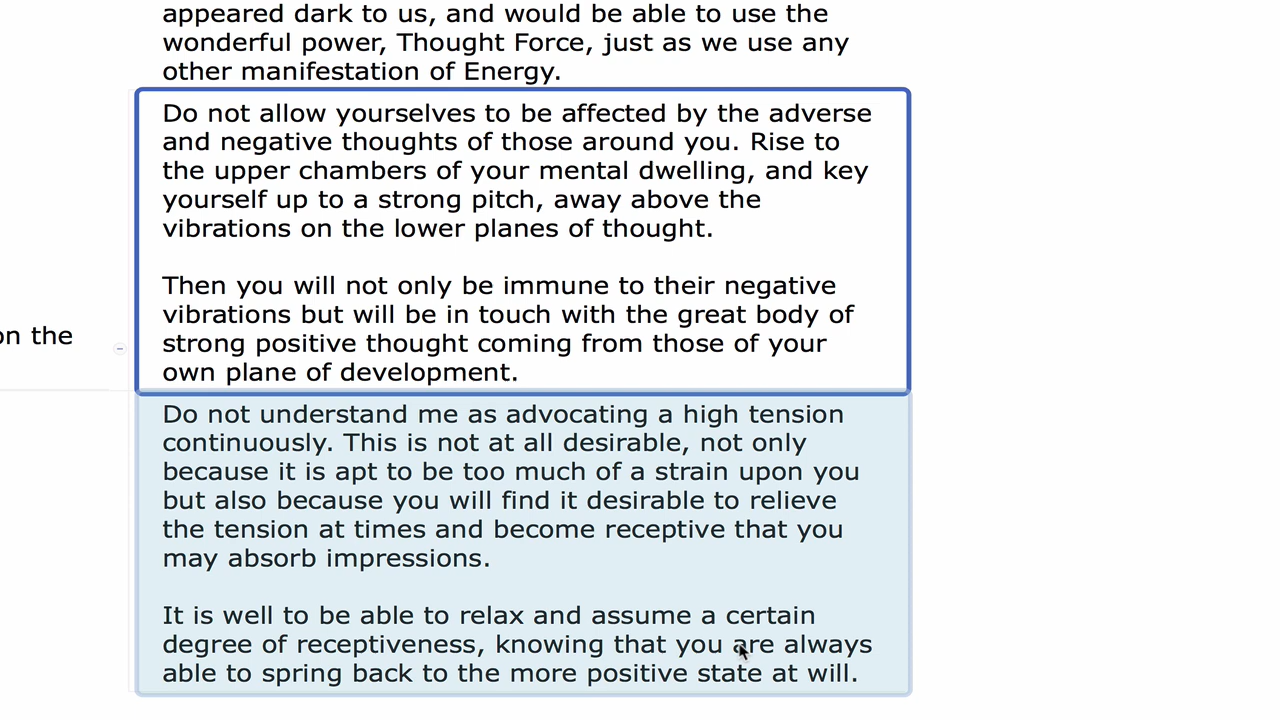 appeared dark to us, and would be able to use the
wonderful power, Thought Force, just as we use any
other manifestation of Energy.
Do not allow yourselves to be affected by the adverse
and negative thoughts of those around you. Rise to
the upper chambers of your mental dwelling, and key
yourself up to a strong pitch, away above the
vibrations on the lower planes of thought.
Then you will not only be immune to their negative
vibrations but will be in touch with the great body of
strong positive thought coming from those of your
own plane of development.
on the
Do not understand me as advocating a high tension
continuously. This is not at all desirable, not only
because it is apt to be too much of a strain upon you
but also because you will find it desirable to relieve
the tension at times and become receptive that you
may absorb impressions.
It is well to be able to relax and assume a certain
degree of receptiveness, knowing that you are always
able to spring back to the more positive state at will.